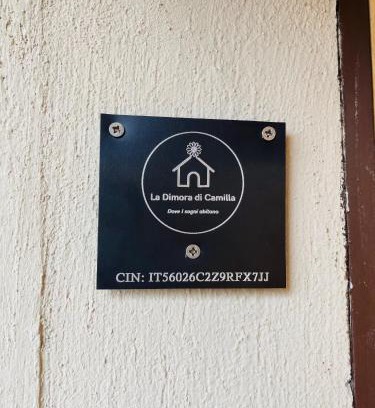 La Dimora di Camilla
Dove i sogni abitano
CIN: IT56026C2Z9RFX7JJ